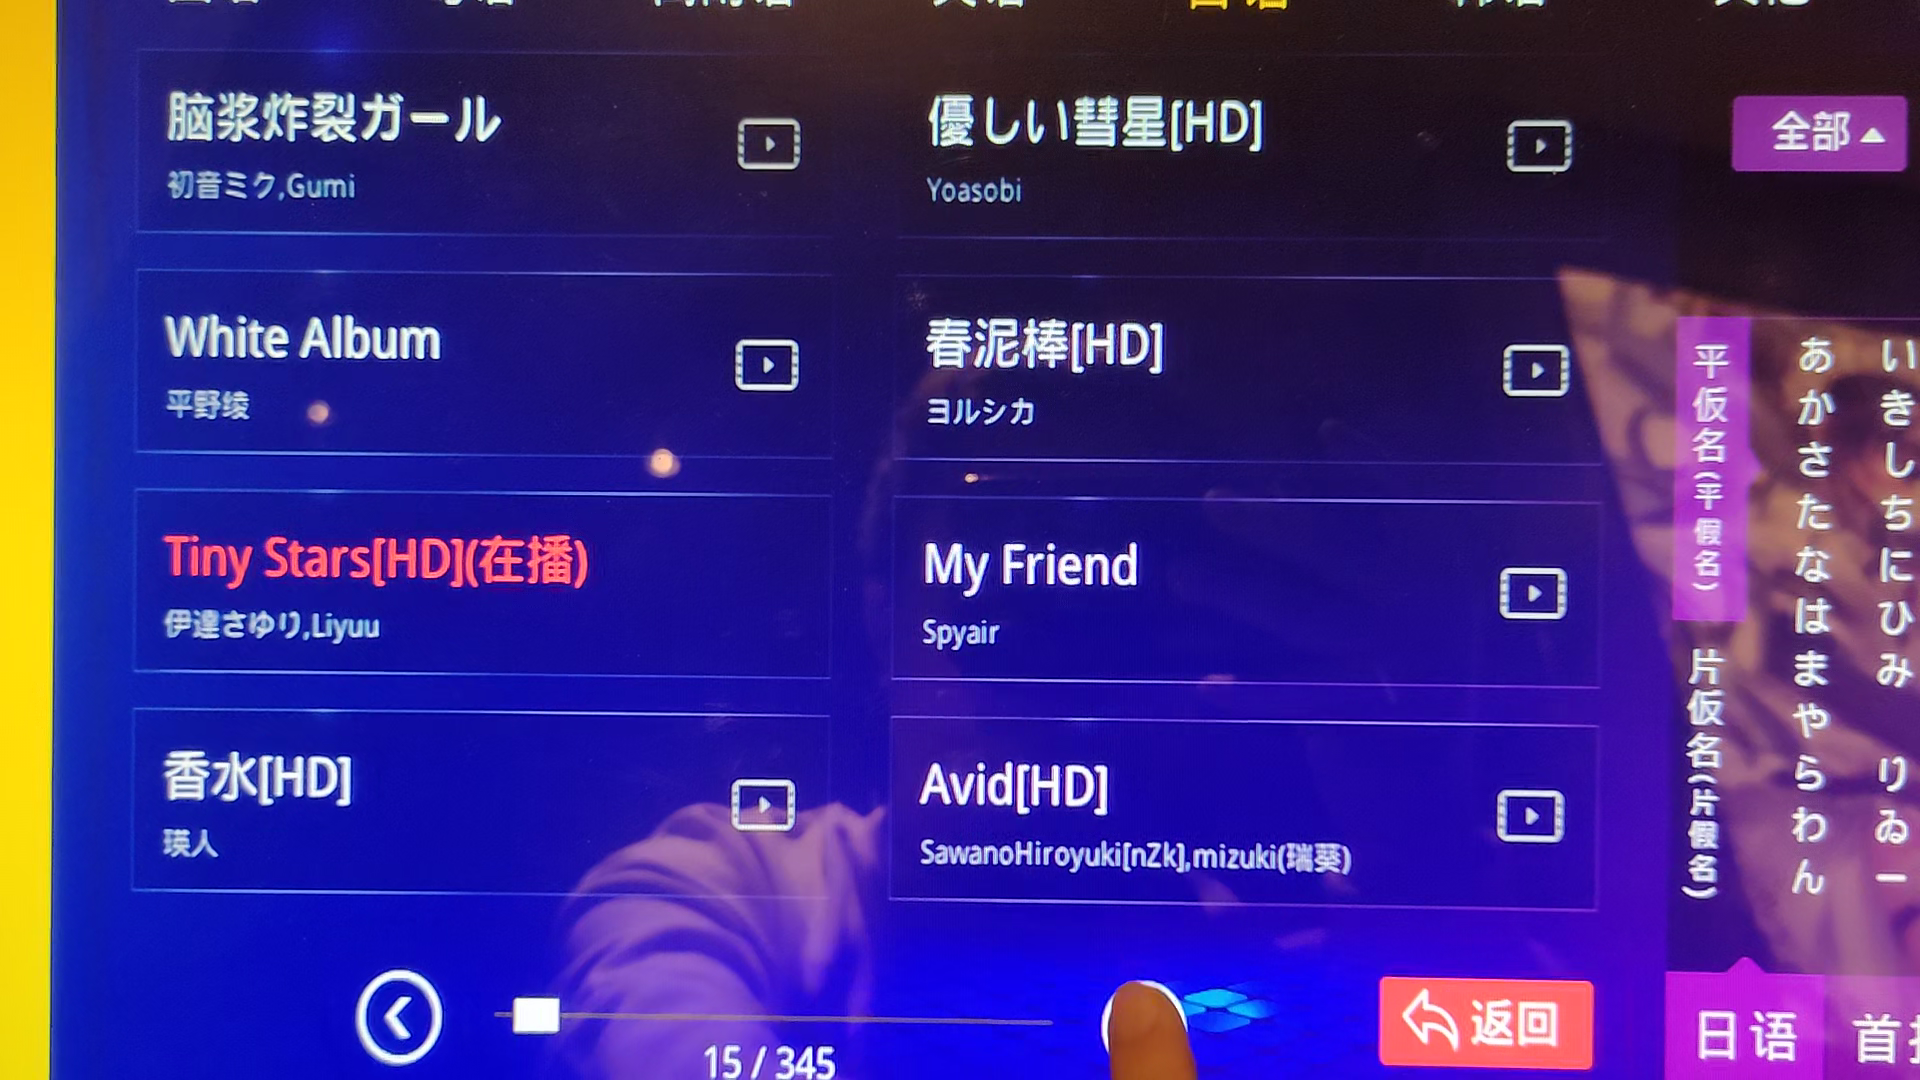 日语
脑浆炸裂ガール
初音ミク,Gumi
優しい彗星[HD]
Yoasobi
全部
White Album
平野绫
春泥棒[HD]
ヨルシカ
Tiny Stars[HD](在播)
伊達さゆり,Liyuu
My Friend
Spyair
香水[HD]
瑛人
Avid[HD]
SawanoHiroyuki[nZk],mizuki(瑞葵)
平仮名(平假名)
片仮名(片假名)
あかさたなはまやらわん
いきしちにひみ りゐー
15 / 345
返回
日语
首